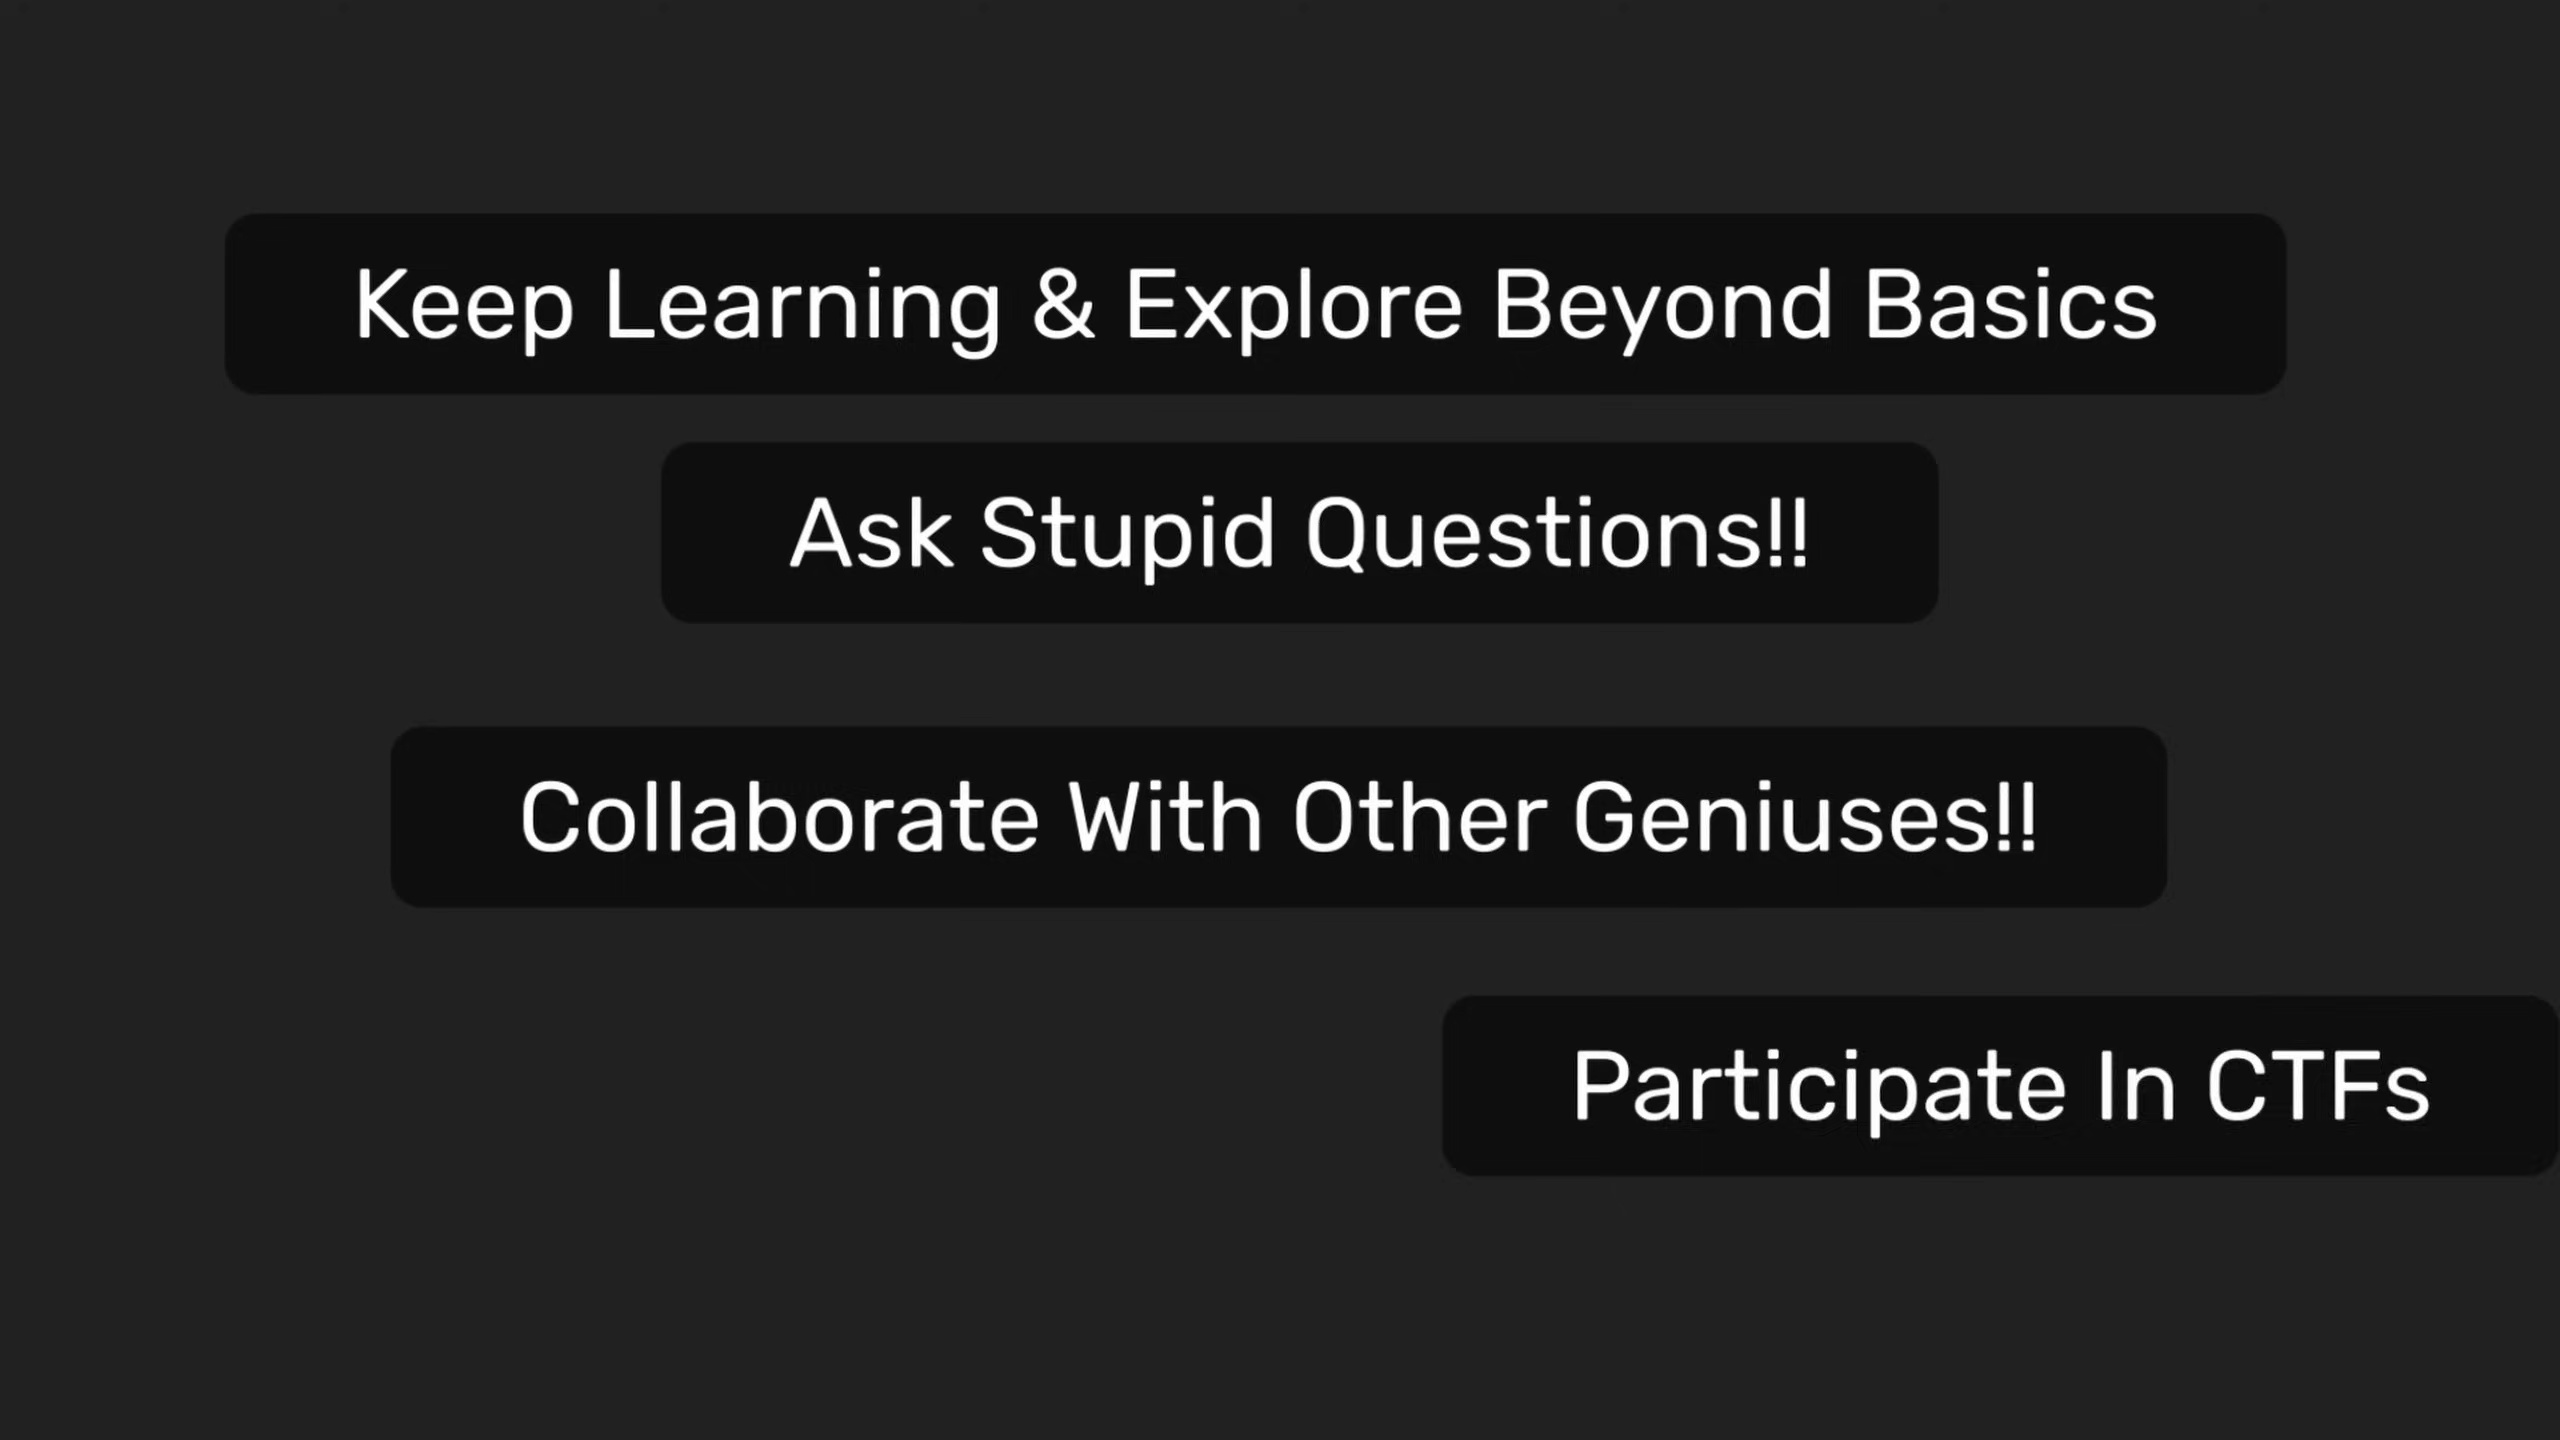 Keep Learning & Explore Beyond Basics
Ask Stupid Questions!!
Collaborate With Other Geniuses!!
Participate In CTFs